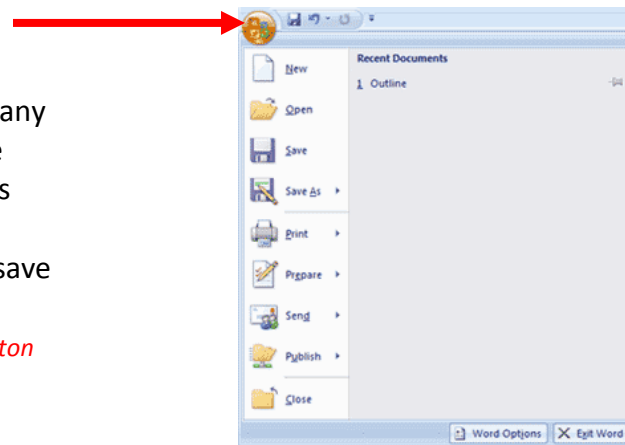 any
e
s
save
ton
Recent Documents
1 Outline
New
Open
Save
Save As
Print
Prepare
Send
Publish
Close
Word Options
Exit Word